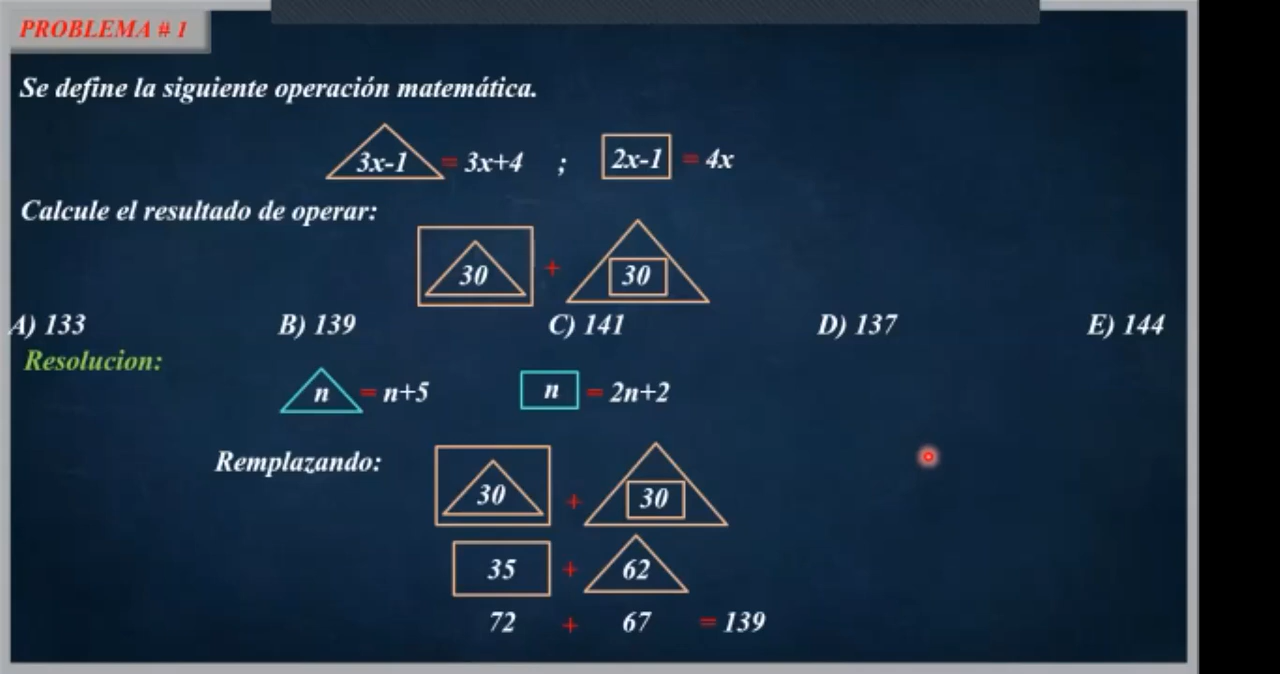 PROBLEMA # 1
Se define la siguiente operación matemática.
3x-1 = 3x+4 ; 2x-1 = 4x
Calcule el resultado de operar:
30 + 30
A) 133 B) 139 C) 141 D) 137 E) 144
Resolucion:
n = n+5 n = 2n+2
Remplazando:
30 + 30
35 + 62
72 + 67 = 139